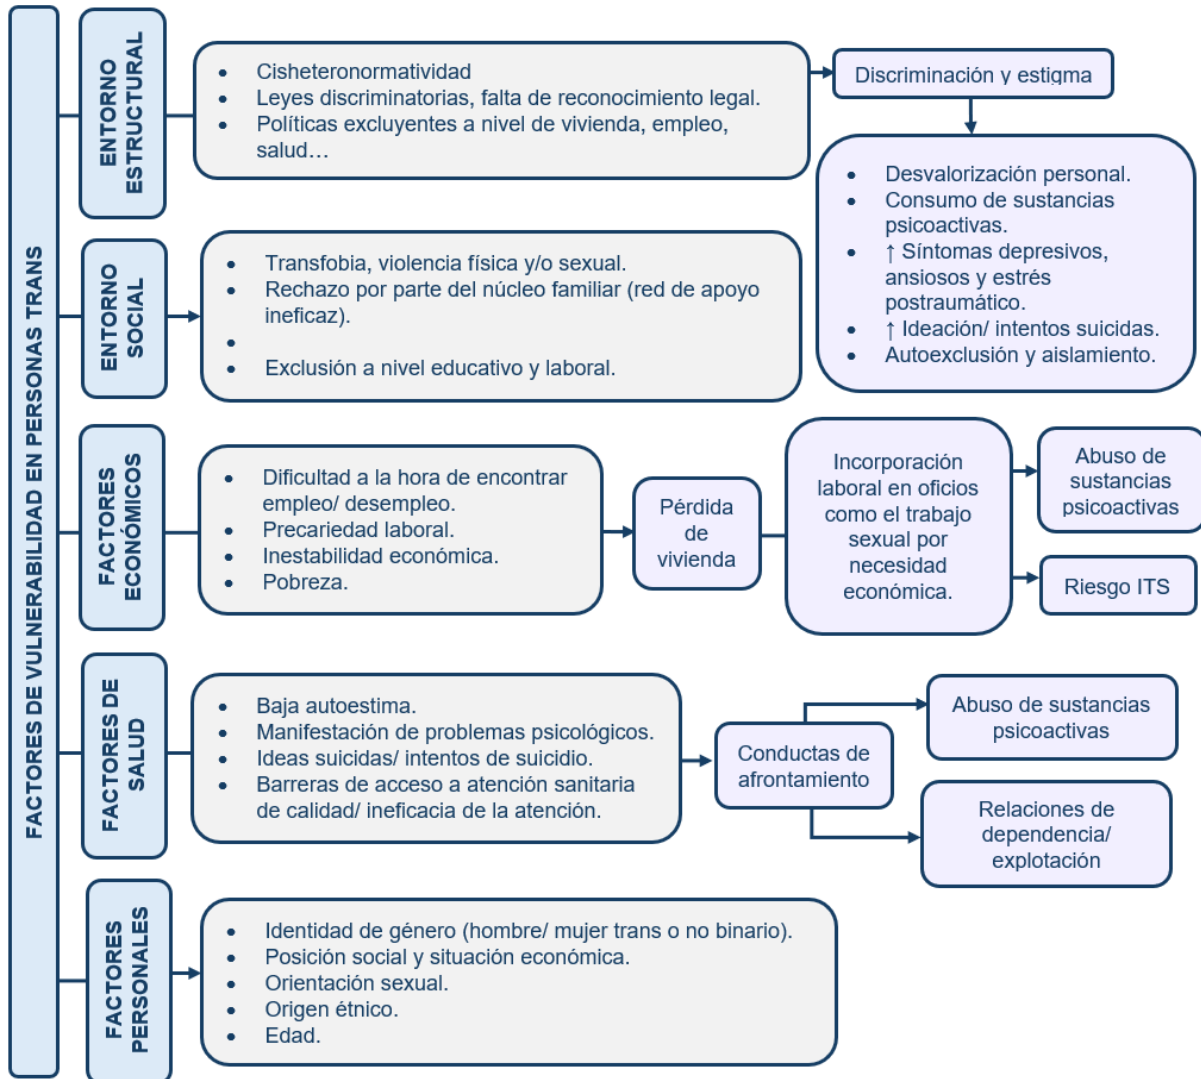 FACTORES DE VULNERABILIDAD EN PERSONAS TRANS
ENTORNO
ESTRUCTURAL
• Cisheteronormatividad
• Leyes discriminatorias, falta de reconocimiento legal.
• Políticas excluyentes a nivel de vivienda, empleo,
salud…
Discriminación y estigma
• Desvalorización personal.
• Consumo de sustancias
psicoactivas.
• ↑ Síntomas depresivos,
ansiosos y estrés
postraumático.
• ↑ Ideación/ intentos suicidas.
• Autoexclusión y aislamiento.
ENTORNO
SOCIAL
• Transfobia, violencia física y/o sexual.
• Rechazo por parte del núcleo familiar (red de apoyo
ineficaz).
•
• Exclusión a nivel educativo y laboral.
FACTORES
ECONÓMICOS
• Dificultad a la hora de encontrar
empleo/ desempleo.
• Precariedad laboral.
• Inestabilidad económica.
• Pobreza.
Pérdida
de
vivienda
Incorporación
laboral en oficios
como el trabajo
sexual por
necesidad
económica.
Abuso de
sustancias
psicoactivas
Riesgo ITS
FACTORES DE
SALUD
• Baja autoestima.
• Manifestación de problemas psicológicos.
• Ideas suicidas/ intentos de suicidio.
• Barreras de acceso a atención sanitaria
de calidad/ ineficacia de la atención.
Conductas de
afrontamiento
Abuso de sustancias
psicoactivas
Relaciones de
dependencia/
explotación
FACTORES
PERSONALES
• Identidad de género (hombre/ mujer trans o no binario).
• Posición social y situación económica.
• Orientación sexual.
• Origen étnico.
• Edad.